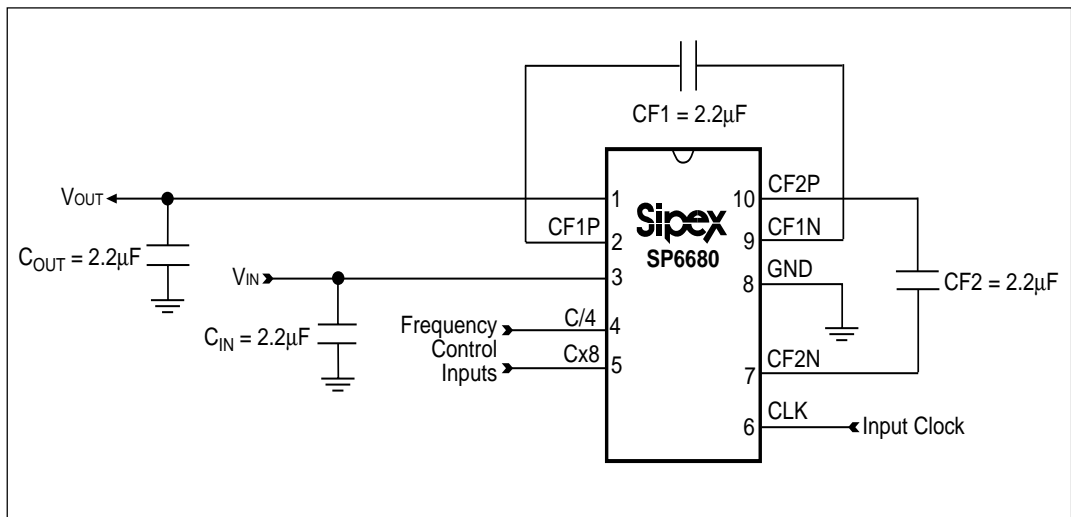 CF1 = 2.2µF
VOUT
1
10
CF2P
CF1P
2
Sipex
SP6680
9
CF1N
COUT = 2.2µF
VIN
3
8
GND
CF2 = 2.2µF
CIN = 2.2µF
Frequency
Control
Inputs
C/4
4
Cx8
5
7
CF2N
6
CLK
Input Clock